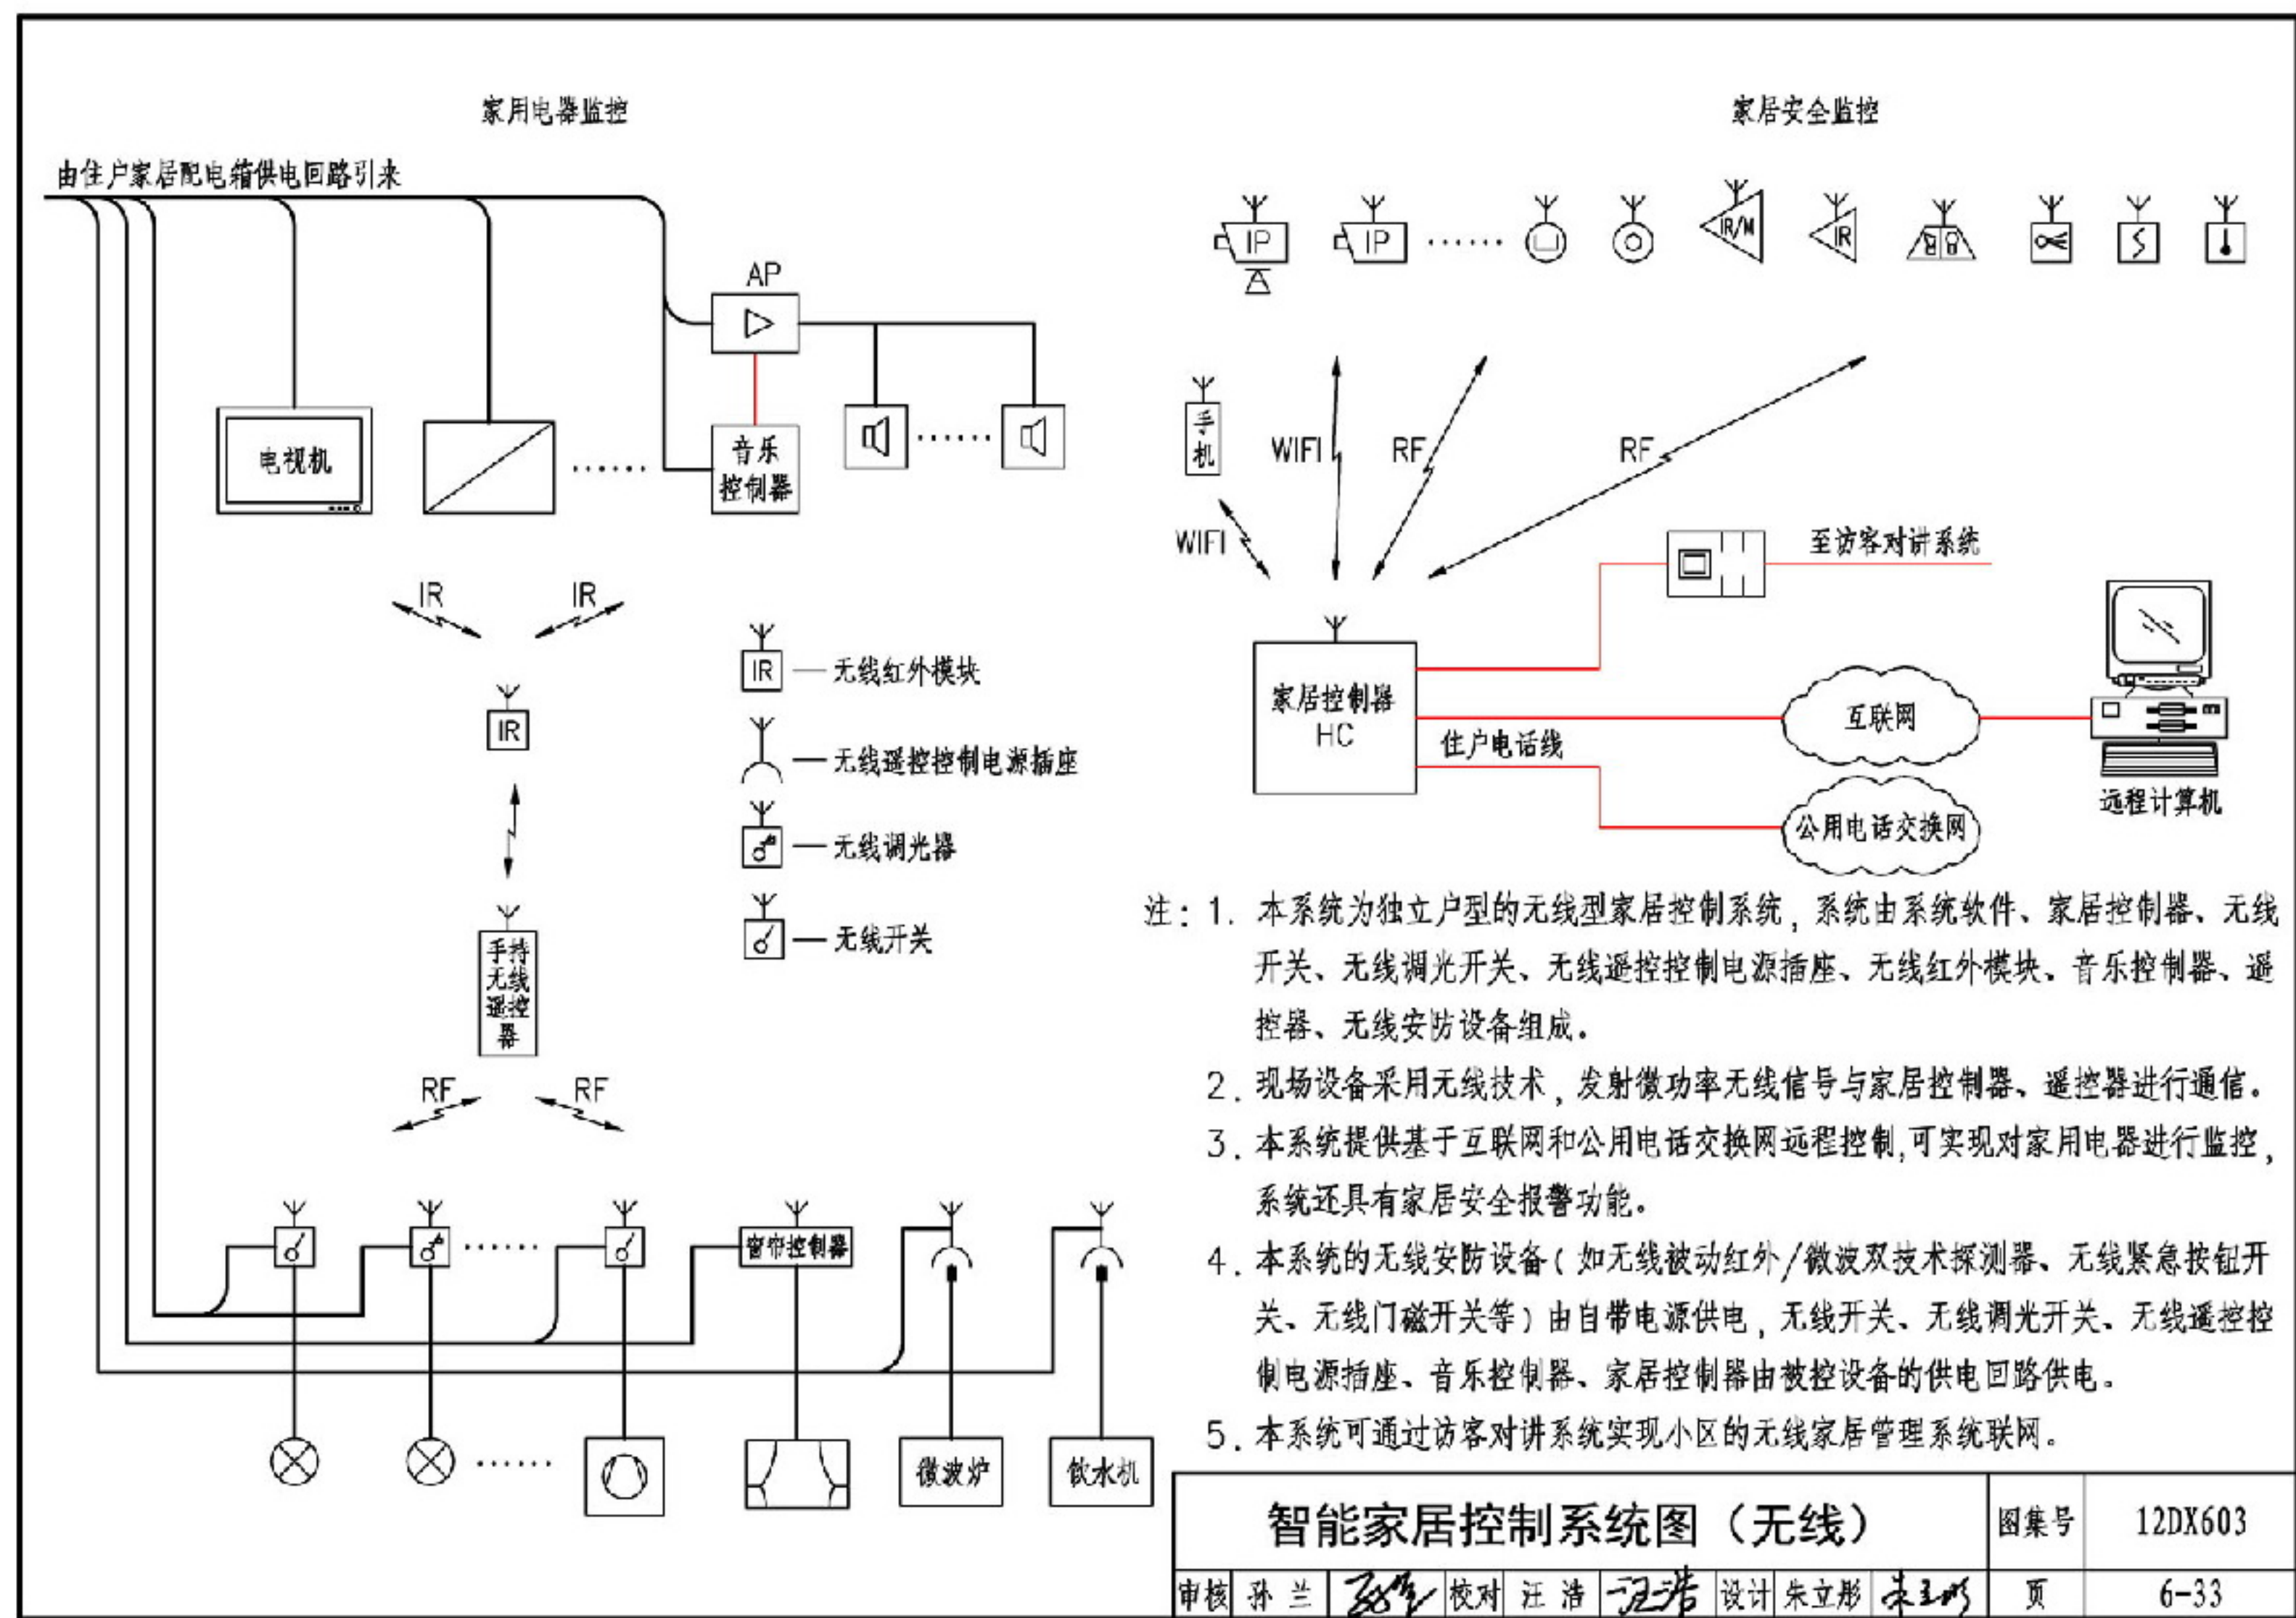 家用电器监控
由住户家居配电箱供电回路引来
AP
电视机
音乐
控制器
IR
IR
IR
IR
无线红外模块
无线遥控控制电源插座
无线调光器
无线开关
手持
无线
遥控
器
RF
RF
窗帘控制器
微波炉
饮水机
家居安全监控
IP
IP
IR/M
IR
手
机
WIFI
RF
RF
WIFI
至访客对讲系统
家居控制器
HC
互联网
住户电话线
公用电话交换网
远程计算机
注: 1. 本系统为独立户型的无线型家居控制系统, 系统由系统软件、家居控制器、无线
开关、无线调光开关、无线遥控控制电源插座、无线红外模块、音乐控制器、遥
控器、无线安防设备组成。
2. 现场设备采用无线技术, 发射微功率无线信号与家居控制器、遥控器进行通信。
3. 本系统提供基于互联网和公用电话交换网远程控制,可实现对家用电器进行监控,
系统还具有家居安全报警功能。
4. 本系统的无线安防设备(如无线被动红外/微波双技术探测器、无线紧急按钮开
关、无线门磁开关等)由自带电源供电, 无线开关、无线调光开关、无线遥控控
制电源插座、音乐控制器、家居控制器由被控设备的供电回路供电。
5. 本系统可通过访客对讲系统实现小区的无线家居管理系统联网。
智能家居控制系统图（无线） 图集号 12DX603
审核 孙兰 校对 汪浩 汪浩 设计 朱立彤 页 6-33